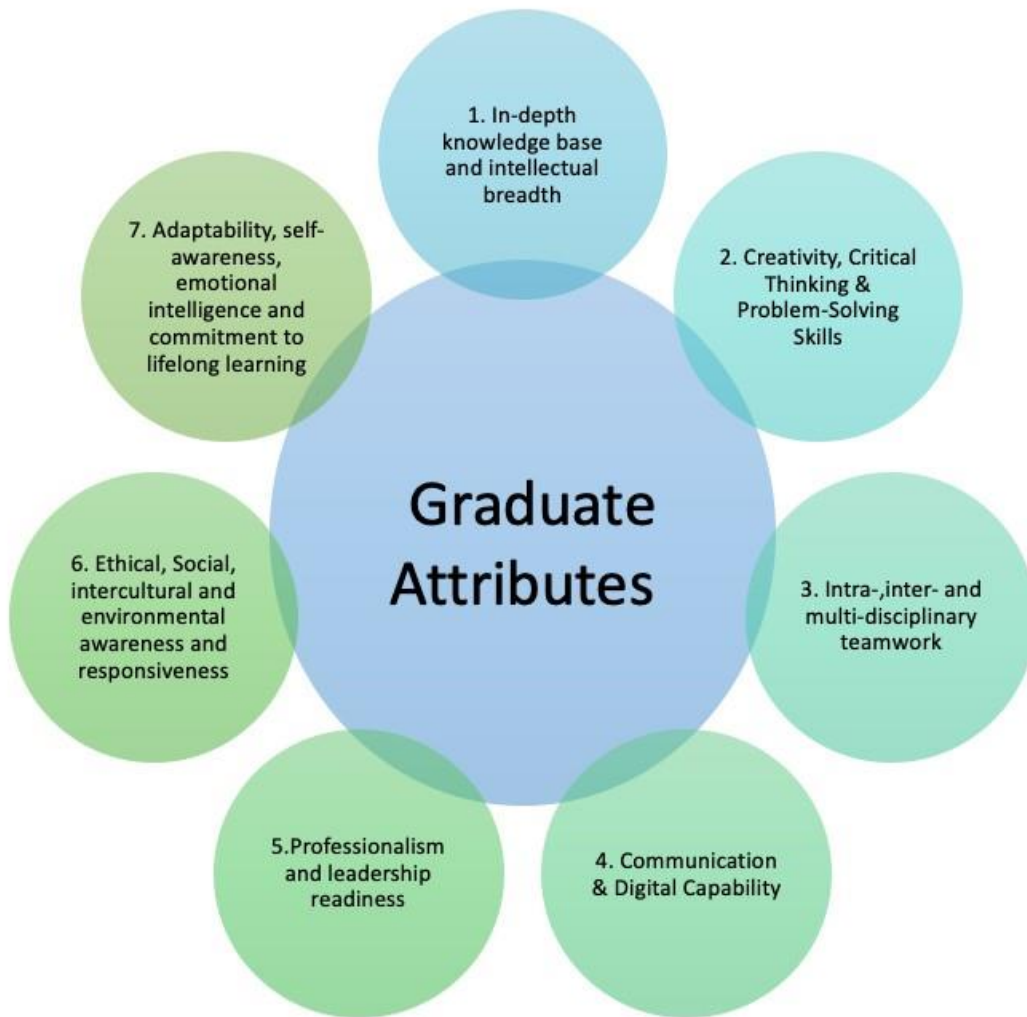 1. In-depth
knowledge base
and intellectual
breadth
2. Creativity, Critical
Thinking &
Problem-Solving
Skills
3. Intra-,inter- and
multi-disciplinary
teamwork
4. Communication
& Digital Capability
5.Professionalism
and leadership
readiness
6. Ethical, Social,
intercultural and
environmental
awareness and
responsiveness
7. Adaptability, self-
awareness,
emotional
intelligence and
commitment to
lifelong learning
Graduate
Attributes